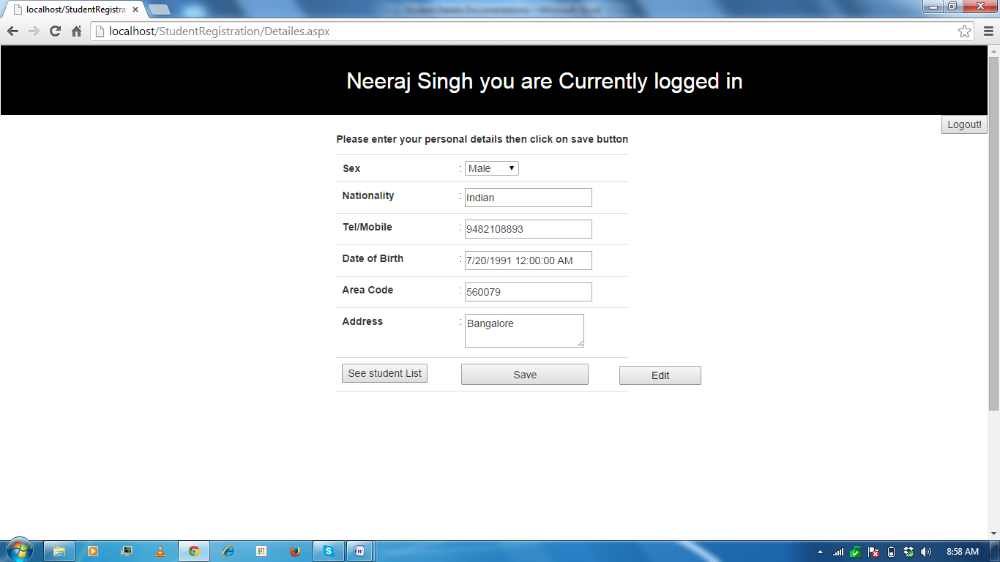 localhost/StudentRegistra
localhost/StudentRegistration/Detailes.aspx
Neeraj Singh you are Currently logged in
Logout!
Please enter your personal details then click on save button
Sex : Male
Nationality : Indian
Tel/Mobile : 9482108893
Date of Birth : 7/20/1991 12:00:00 AM
Area Code : 560079
Address : Bangalore
See student List Save Edit
8:58 AM